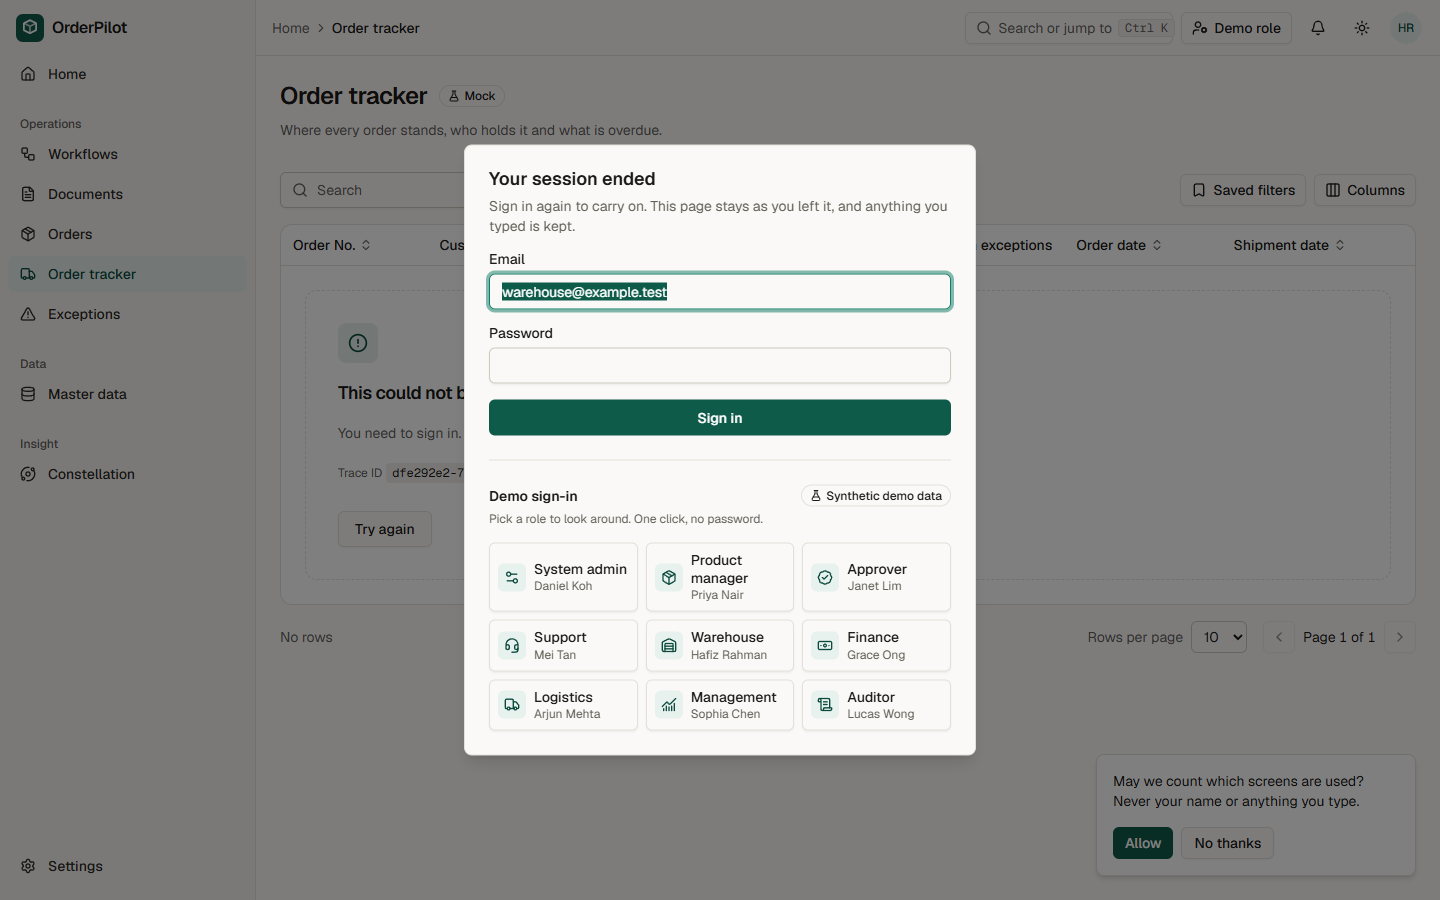 OrderPilot
Home
Operations
Workflows
Documents
Orders
Order tracker
Exceptions
Data
Master data
Insight
Constellation
Settings
Home > Order tracker
Search or jump to Ctrl K
Demo role
HR
Order tracker
Mock
Where every order stands, who holds it and what is overdue.
Search
Saved filters
Columns
Order No.
Cus
exceptions
Order date
Shipment date
This could not b
You need to sign in.
Trace ID dfe292e2-7
Try again
No rows
Rows per page 10
Page 1 of 1
Your session ended
Sign in again to carry on. This page stays as you left it, and anything you
typed is kept.
Email
warehouse@example.test
Password
Sign in
Demo sign-in
Synthetic demo data
Pick a role to look around. One click, no password.
System admin
Daniel Koh
Product
manager
Priya Nair
Approver
Janet Lim
Support
Mei Tan
Warehouse
Hafiz Rahman
Finance
Grace Ong
Logistics
Arjun Mehta
Management
Sophia Chen
Auditor
Lucas Wong
May we count which screens are used?
Never your name or anything you type.
Allow
No thanks